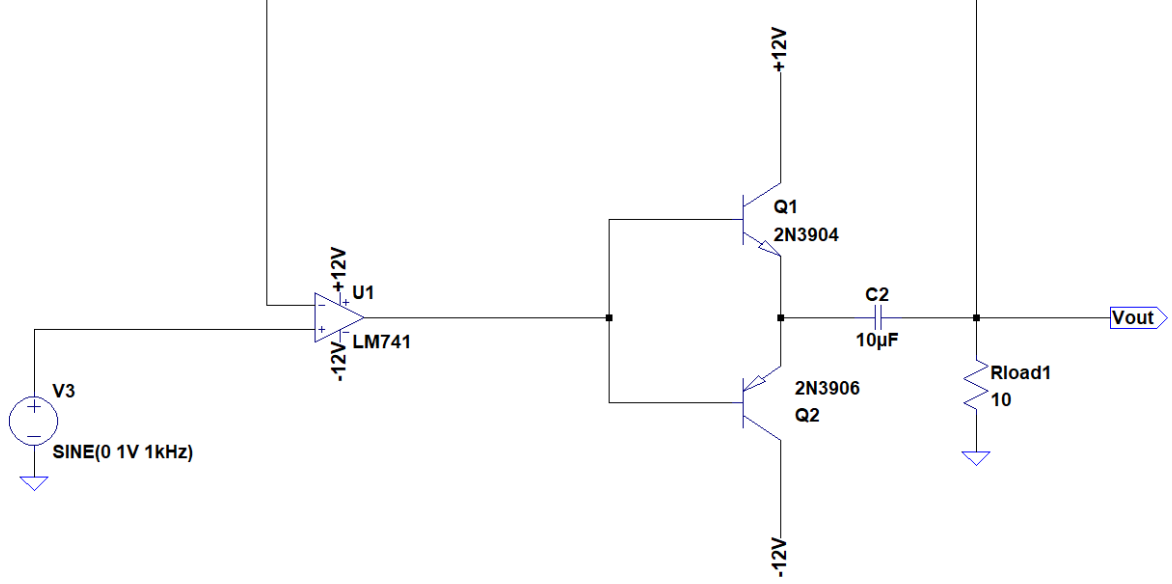 +12V
Q1
2N3904
+12V
U1
LM741
-12V
C2
10µF
Vout
V3
SINE(0 1V 1kHz)
2N3906
Q2
Rload1
10
-12V